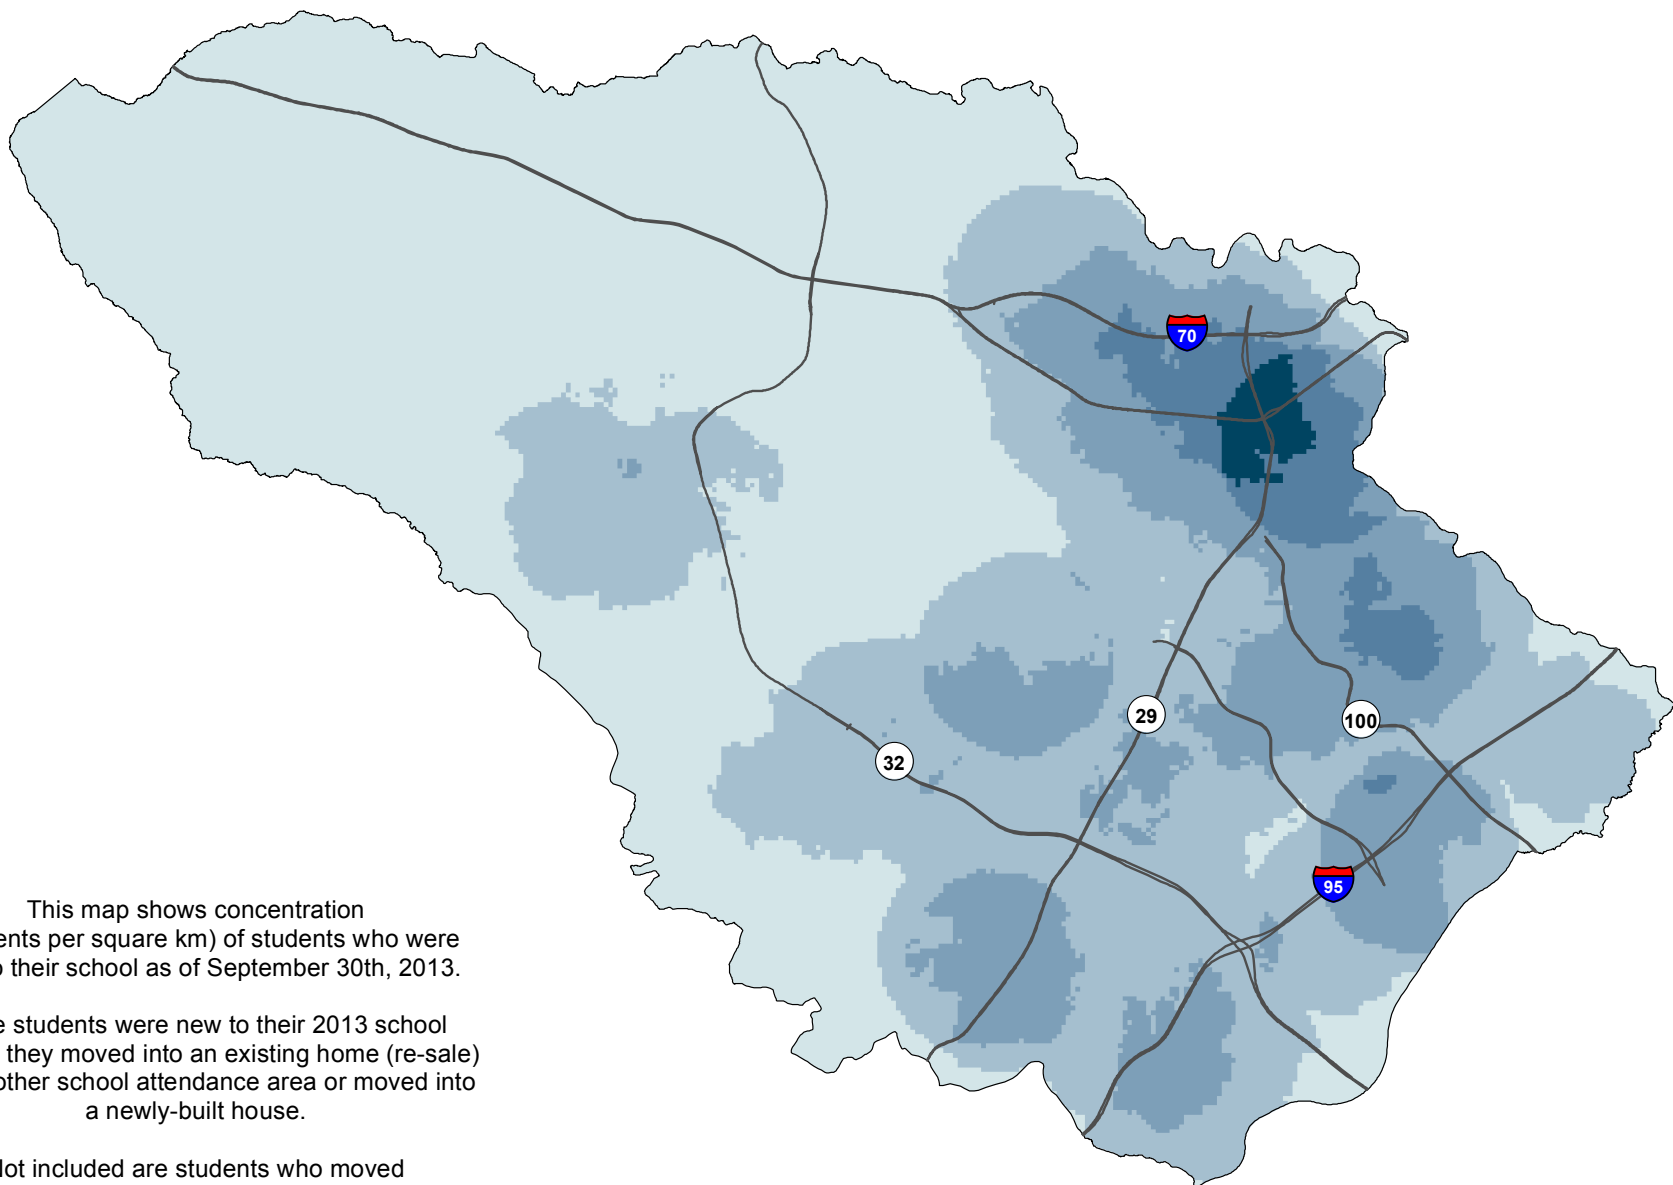 70
29
100
32
95
This map shows concentration
ents per square km) of students who were
their school as of September 30th, 2013.
students were new to their 2013 school
they moved into an existing home (re-sale)
other school attendance area or moved into
a newly-built house.
ot included are students who moved